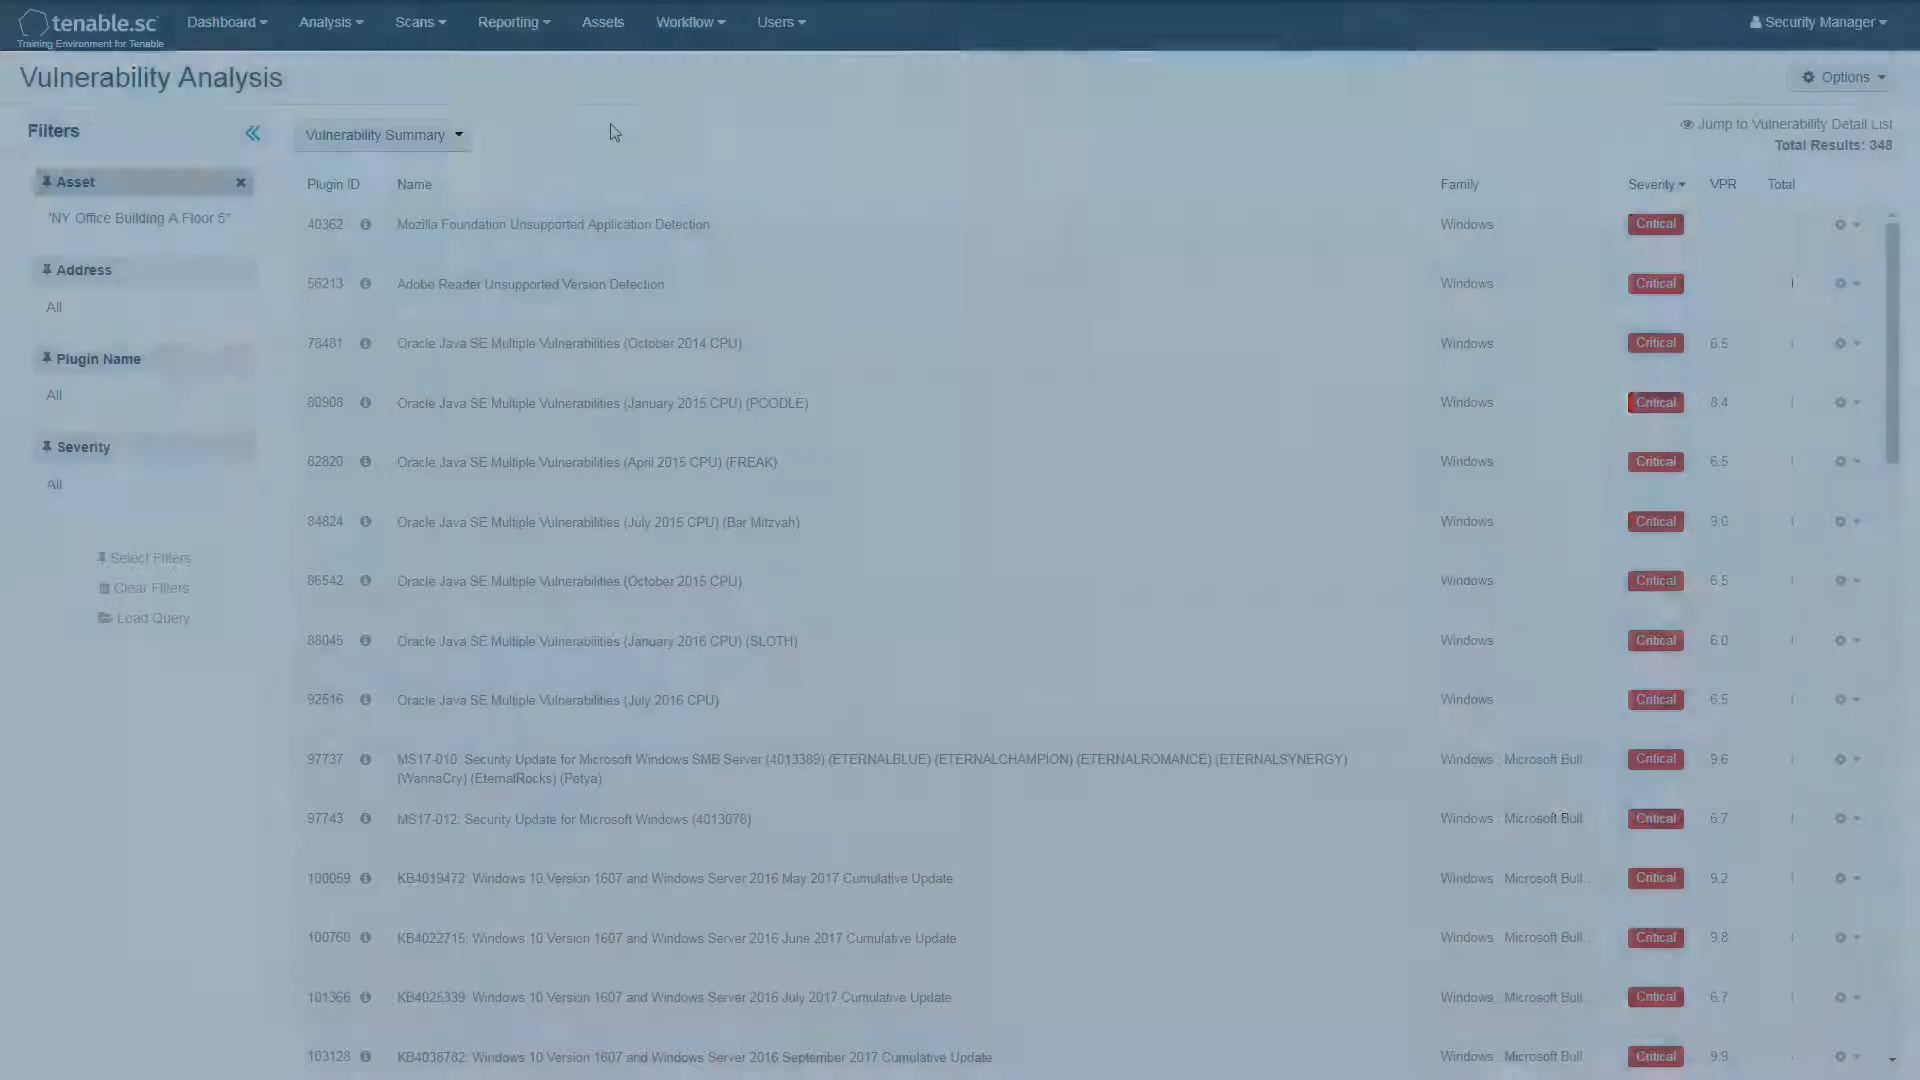 tenable.sc
Training Environment for Tenable
Dashboard Analysis Scans Reporting Assets Workflow Users Security Manager
Vulnerability Analysis Options
Filters
Asset
"NY Office Building A Floor 5"
Address
All
Plugin Name
All
Severity
All
Select Filters
Clear Filters
Load Query
Vulnerability Summary
Jump to Vulnerability Detail List
Total Results: 348
Plugin ID Name Family Severity VPR Total
40362 Mozilla Foundation Unsupported Application Detection Windows Critical
56213 Adobe Reader Unsupported Version Detection Windows Critical
78481 Oracle Java SE Multiple Vulnerabilities (October 2014 CPU) Windows Critical 6.5
80908 Oracle Java SE Multiple Vulnerabilities (January 2015 CPU) (POODLE) Windows Critical 8.4
82820 Oracle Java SE Multiple Vulnerabilities (April 2015 CPU) (FREAK) Windows Critical 6.5
84824 Oracle Java SE Multiple Vulnerabilities (July 2015 CPU) (Bar Mitzvah) Windows Critical 9.0
86542 Oracle Java SE Multiple Vulnerabilities (October 2015 CPU) Windows Critical 6.5
88045 Oracle Java SE Multiple Vulnerabilities (January 2016 CPU) (SLOTH) Windows Critical 6.0
92516 Oracle Java SE Multiple Vulnerabilities (July 2016 CPU) Windows Critical 6.5
97737 MS17-010: Security Update for Microsoft Windows SMB Server (4013389) (ETERNALBLUE) (ETERNALCHAMPION) (ETERNALROMANCE) (ETERNALSYNERGY) Windows : Microsoft Bull Critical 9.6
(WannaCry) (EternalRocks) (Petya)
97743 MS17-012: Security Update for Microsoft Windows (4013078) Windows : Microsoft Bull Critical 6.7
100059 KB4019472: Windows 10 Version 1607 and Windows Server 2016 May 2017 Cumulative Update Windows : Microsoft Bull... Critical 9.2
100760 KB4022715: Windows 10 Version 1607 and Windows Server 2016 June 2017 Cumulative Update Windows : Microsoft Bull... Critical 9.8
101366 KB4025339: Windows 10 Version 1607 and Windows Server 2016 July 2017 Cumulative Update Windows : Microsoft Bull... Critical 6.7
103128 KB4038782: Windows 10 Version 1607 and Windows Server 2016 September 2017 Cumulative Update Windows : Microsoft Bull Critical 9.9